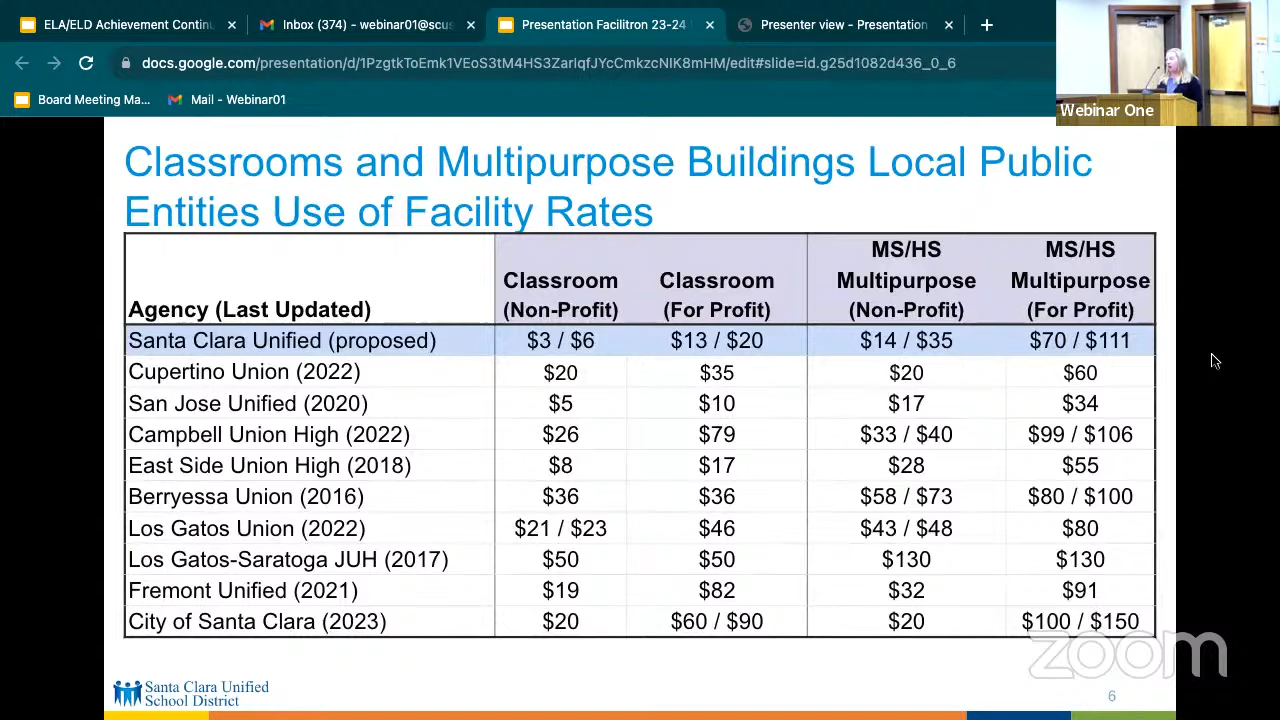 ELA/ELD Achievement Continu
Inbox (374) - webinar01@scus
Presentation Facilitron 23-24
Presenter view - Presentation
docs.google.com/presentation/d/1PzgtkToEmk1VEoS3tM4HS3ZarIqfJYcCmkzcNIK8mHM/edit#slide=id.g25d1082d436_0_6
Board Meeting Ma...
Mail - Webinar01
Webinar One
Classrooms and Multipurpose Buildings Local Public
Entities Use of Facility Rates
Agency (Last Updated) Classroom (Non-Profit) Classroom (For Profit) MS/HS Multipurpose (Non-Profit) MS/HS Multipurpose (For Profit)
Santa Clara Unified (proposed) $3 / $6 $13 / $20 $14 / $35 $70 / $111
Cupertino Union (2022) $20 $35 $20 $60
San Jose Unified (2020) $5 $10 $17 $34
Campbell Union High (2022) $26 $79 $33 / $40 $99 / $106
East Side Union High (2018) $8 $17 $28 $55
Berryessa Union (2016) $36 $36 $58 / $73 $80 / $100
Los Gatos Union (2022) $21 / $23 $46 $43 / $48 $80
Los Gatos-Saratoga JUH (2017) $50 $50 $130 $130
Fremont Unified (2021) $19 $82 $32 $91
City of Santa Clara (2023) $20 $60 / $90 $20 $100 / $150
zoom
Santa Clara Unified
School District
6